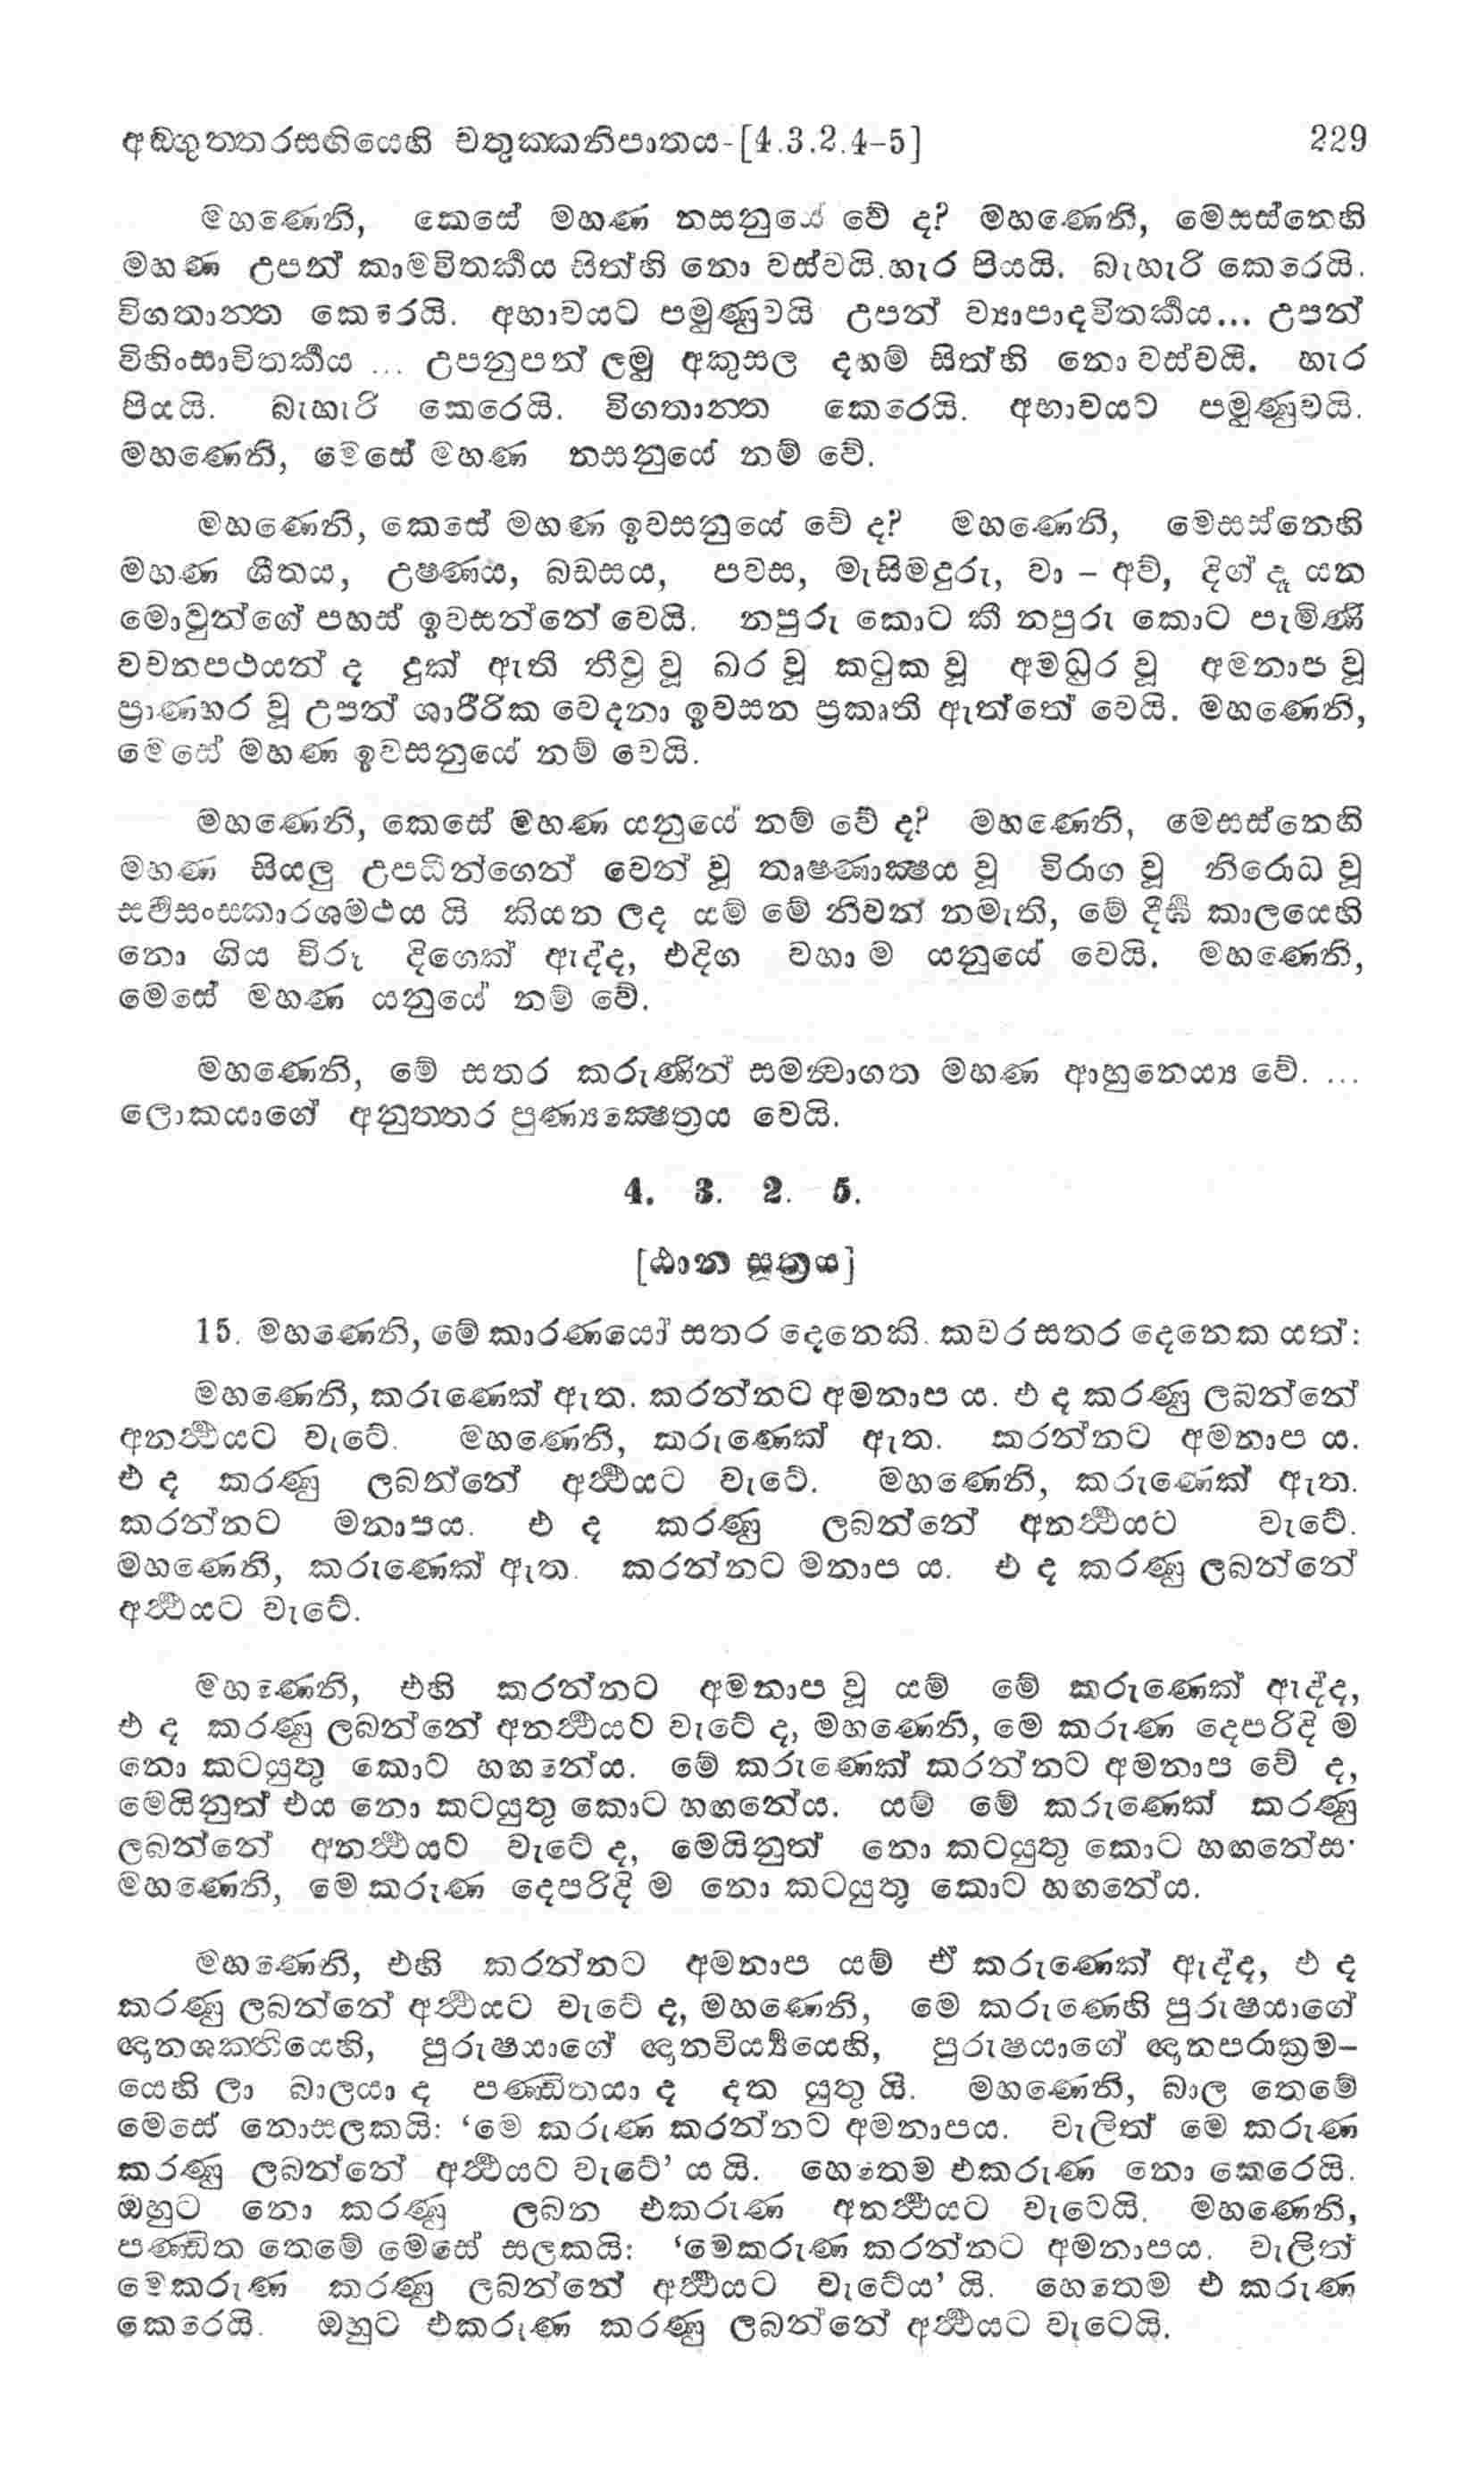 අඞ්ගුත්තරසඟියෙහි චතුක්කනිපාතය-[4.3.2.4-5] 229
මහණෙනි, කෙසේ මහණ නසනුයේ වේ ද? මහණෙනි, මෙසස්නෙහි
මහණ උපන් කාමවිතර්කය සිත්හි නො වස්වයි. හැර පියයි. බැහැරි කෙරෙයි.
විගතාන්ත කෙරෙයි. අභාවයට පමුණුවයි උපන් ව්‍යාපාදවිතර්කය... උපන්
විහිංසාවිතර්කය ... උපනුපන් ලාමු අකුසල දහම් සිත්හි නො වස්වයි. හැර
පියයි. බැහැරි කෙරෙයි. විගතාන්ත කෙරෙයි. අභාවයට පමුණුවයි.
මහණෙනි, මෙසේ මහණ නසනුයේ නම් වේ.
මහණෙනි, කෙසේ මහණ ඉවසනුයේ වේ ද? මහණෙනි, මෙසස්නෙහි
මහණ ශීතය, උෂ්ණය, බඩසය, පවස, මැසිමදුරු, වා - අව්, දිග් දෑ යන
මොවුන්ගේ පහස් ඉවසන්නේ වෙයි. නපුරු කොට කී නපුරු කොට පැමිණි
වචනපථයන් ද දුක් ඇති තීව්‍ර වූ ඛර වූ කටුක වූ අමධුර වූ අමනාප වූ
ප්‍රාණහර වූ උපන් ශාරීරික වෙදනා ඉවසන ප්‍රකෘති ඇත්තේ වෙයි. මහණෙනි,
මෙසේ මහණ ඉවසනුයේ නම් වෙයි.
මහණෙනි, කෙසේ මහණ යනුයේ නම් වේ ද? මහණෙනි, මෙසස්නෙහි
මහණ සියලු උපධීන්ගෙන් වෙන් වූ තෘෂ්ණාක්ෂය වූ විරාග වූ නිරොධ වූ
සර්වසංස්කාරශමථය යි කියන ලද යම් මේ නිවන් නමැති, මේ දීර්ඝ කාලයෙහි
නො ගිය විරූ දිගෙක් ඇද්ද, එදිග වහා ම යනුයේ වෙයි. මහණෙනි,
මෙසේ මහණ යනුයේ නම් වේ.
මහණෙනි, මේ සතර කරුණින් සමන්වාගත මහණ ආහුනෙය්‍ය වේ. ...
ලොකයාගේ අනුත්තර පුණ්‍යක්ෂෙත්‍රය වෙයි.
4. 3. 2. 5.
[ඨාන සූත්‍රය]
15. මහණෙනි, මේ කාරණයෝ සතර දෙනෙකි. කවර සතර දෙනෙක යත්:
මහණෙනි, කරුණෙක් ඇත. කරන්නට අමනාප ය. එ ද කරණු ලබන්නේ
අනර්ථයට වැටේ. මහණෙනි, කරුණෙක් ඇත. කරන්නට අමනාප ය.
එ ද කරණු ලබන්නේ අර්ථයට වැටේ. මහණෙනි, කරුණෙක් ඇත.
කරන්නට මනාපය. එ ද කරණු ලබන්නේ අනර්ථයට වැටේ.
මහණෙනි, කරුණෙක් ඇත. කරන්නට මනාප ය. එ ද කරණු ලබන්නේ
අර්ථයට වැටේ.
මහණෙනි, එහි කරන්නට අමනාප වූ යම් මේ කරුණෙක් ඇද්ද,
එ ද කරණු ලබන්නේ අනර්ථයට වැටේ ද, මහණෙනි, මෙ කරුණ දෙපරිදි ම
නො කටයුතු කොට හඟනේය. මේ කරුණෙක් කරන්නට අමනාප වේ ද,
මෙයිනුත් එය නො කටයුතු කොට හඟනේය. යම් මේ කරුණෙක් කරණු
ලබන්නේ අනර්ථයට වැටේ ද, මෙයිනුත් නො කටයුතු කොට හඟනේය.
මහණෙනි, මෙ කරුණ දෙපරිදි ම නො කටයුතු කොට හඟනේය.
මහණෙනි, එහි කරන්නට අමනාප යම් ඒ කරුණෙක් ඇද්ද, එ ද
කරණු ලබන්නේ අර්ථයට වැටේ ද, මහණෙනි, මෙ කරුණෙහි පුරුෂයාගේ
ඥානශක්තියෙහි, පුරුෂයාගේ ඥානවීර්ය්‍යයෙහි, පුරුෂයාගේ ඥානපරාක්‍රම-
යෙහි ලා බාලයා ද පණ්ඩිතයා ද දත යුතු යි. මහණෙනි, බාල තෙමේ
මෙසේ නොසලකයි: ‘මෙ කරුණ කරන්නට අමනාපය. වැලිත් මෙ කරුණ
කරණු ලබන්නේ අර්ථයට වැටේ’ ය යි. හෙතෙම එකරුණ නො කෙරෙයි.
ඔහුට නො කරණු ලබන එකරුණ අනර්ථයට වැටෙයි. මහණෙනි,
පණ්ඩිත තෙමේ මෙසේ සලකයි: ‘මෙකරුණ කරන්නට අමනාපය. වැලිත්
මෙකරුණ කරණු ලබන්නේ අර්ථයට වැටේය’ යි. හෙතෙම එ කරුණ
කෙරෙයි. ඔහුට එකරුණ කරණු ලබන්නේ අර්ථයට වැටෙයි.